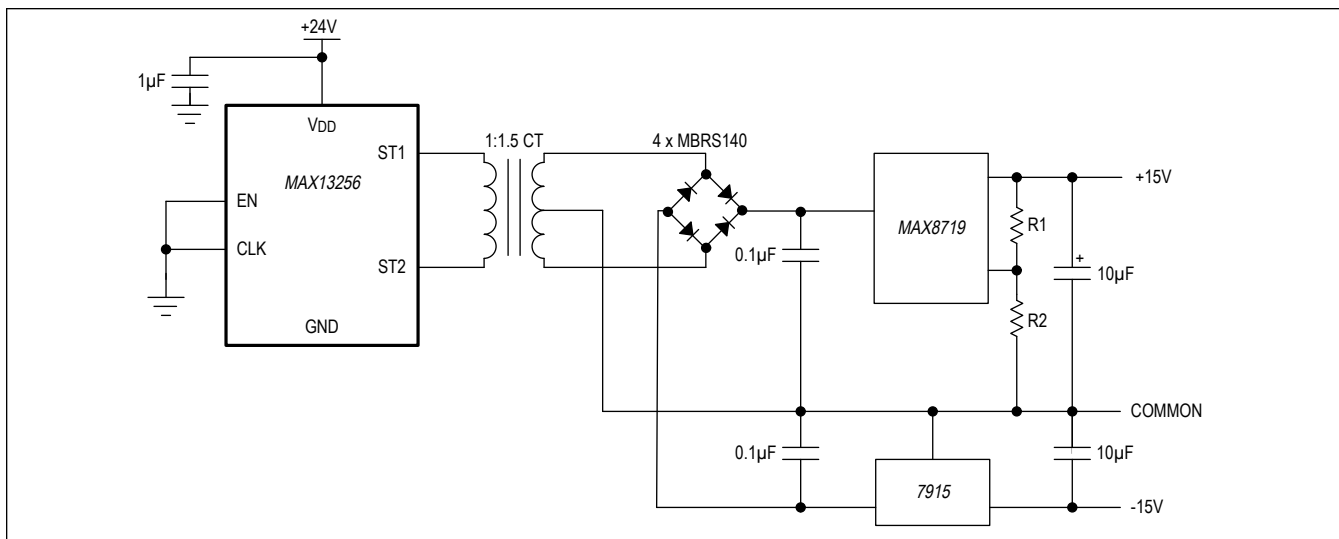 +24V
1µF
VDD
ST1
MAX13256
EN
CLK
ST2
GND
1:1.5 CT
4 x MBRS140
0.1µF
MAX8719
R1
R2
+15V
+
10µF
COMMON
0.1µF
7915
10µF
-15V